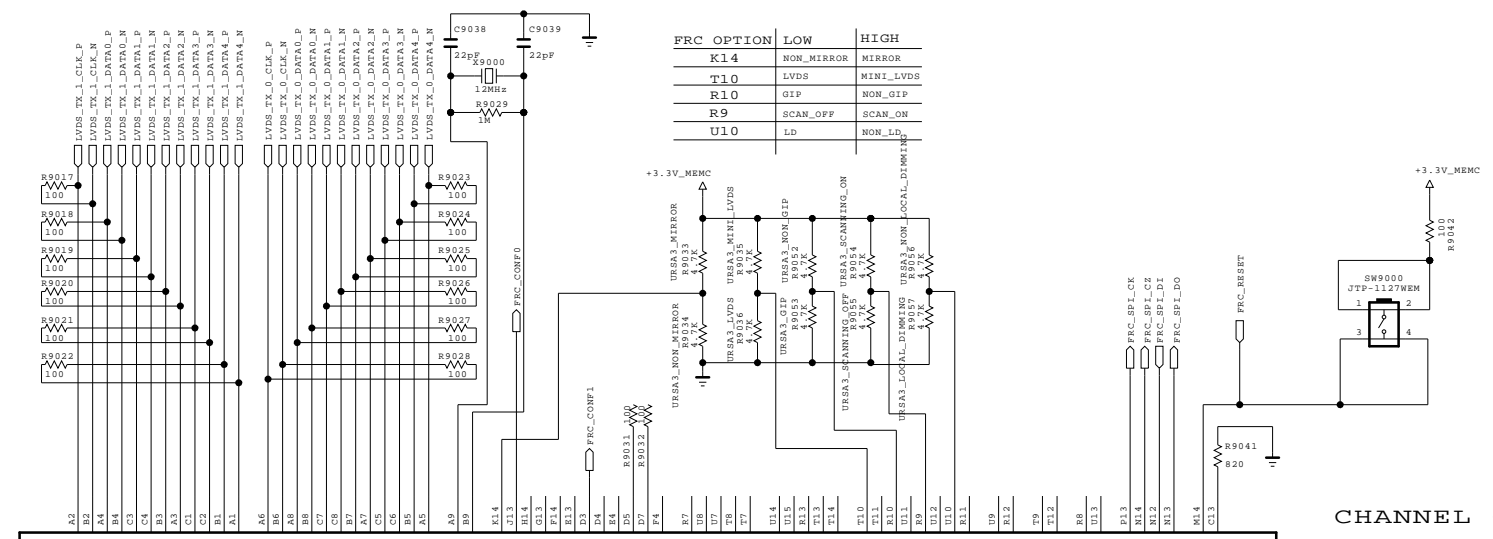 LVDS_TX_1_CLK_P
LVDS_TX_1_CLK_N
LVDS_TX_1_DATA0_P
LVDS_TX_1_DATA0_N
LVDS_TX_1_DATA1_P
LVDS_TX_1_DATA1_N
LVDS_TX_1_DATA2_P
LVDS_TX_1_DATA2_N
LVDS_TX_1_DATA3_P
LVDS_TX_1_DATA3_N
LVDS_TX_1_DATA4_P
LVDS_TX_1_DATA4_N
LVDS_TX_0_CLK_P
LVDS_TX_0_CLK_N
LVDS_TX_0_DATA0_P
LVDS_TX_0_DATA0_N
LVDS_TX_0_DATA1_P
LVDS_TX_0_DATA1_N
LVDS_TX_0_DATA2_P
LVDS_TX_0_DATA2_N
LVDS_TX_0_DATA3_P
LVDS_TX_0_DATA3_N
LVDS_TX_0_DATA4_P
LVDS_TX_0_DATA4_N
C9038
22pF
C9039
22pF
X9000
12MHz
R9029
1M
FRC OPTION LOW HIGH
K14 NON_MIRROR MIRROR
T10 LVDS MINI_LVDS
R10 GIP NON_GIP
R9 SCAN_OFF SCAN_ON
U10 LD NON_LD
R9017
100
R9018
100
R9019
100
R9020
100
R9021
100
R9022
100
R9023
100
R9024
100
R9025
100
R9026
100
R9027
100
R9028
100
FRC_CONF0
+3.3V_MEMC
URSA3_MIRROR
R9033
4.7K
URSA3_MINI_LVDS
R9035
4.7K
URSA3_NON_GIP
R9052
4.7K
URSA3_SCANNING_ON
R9054
4.7K
URSA3_NON_LOCAL_DIMMING
R9056
4.7K
URSA3_NON_MIRROR
R9034
4.7K
URSA3_LVDS
R9036
4.7K
URSA3_GIP
R9053
4.7K
URSA3_SCANNING_OFF
R9055
4.7K
URSA3_LOCAL_DIMMING
R9057
4.7K
FRC_CONF1
R9031
100
R9032
100
FRC_SPI_CK
FRC_SPI_CZ
FRC_SPI_DI
FRC_SPI_DO
FRC_RESET
+3.3V_MEMC
100
R9042
SW9000
JTP-1127WEM
1 2
3 4
R9041
820
A2 B2 A4 B4 C3 C4 B3 A3 C1 C2 B1 A1 A6 B6 A8 B8 C7 C8 B7 A7 C5 C6 B5 A5 A9 B9 K14 J13 H14 G13 F14 E13 D3 D4 E4 D5 D7 F4 R7 U8 U7 T8 T7 U14 U15 R13 T13 T14 T10 T11 R10 U11 R9 U12 U10 R11 U9 R12 T9 T12 R8 U13 P13 N14 N12 N13 M14 C13
CHANNEL